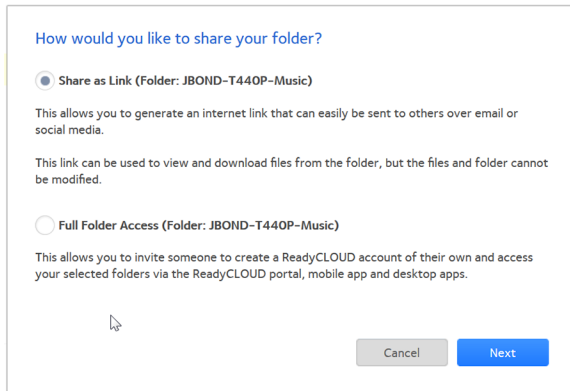 How would you like to share your folder?
Share as Link (Folder: JBOND-T440P-Music)
This allows you to generate an internet link that can easily be sent to others over email or
social media.
This link can be used to view and download files from the folder, but the files and folder cannot
be modified.
Full Folder Access (Folder: JBOND-T440P-Music)
This allows you to invite someone to create a ReadyCLOUD account of their own and access
your selected folders via the ReadyCLOUD portal, mobile app and desktop apps.
Cancel
Next